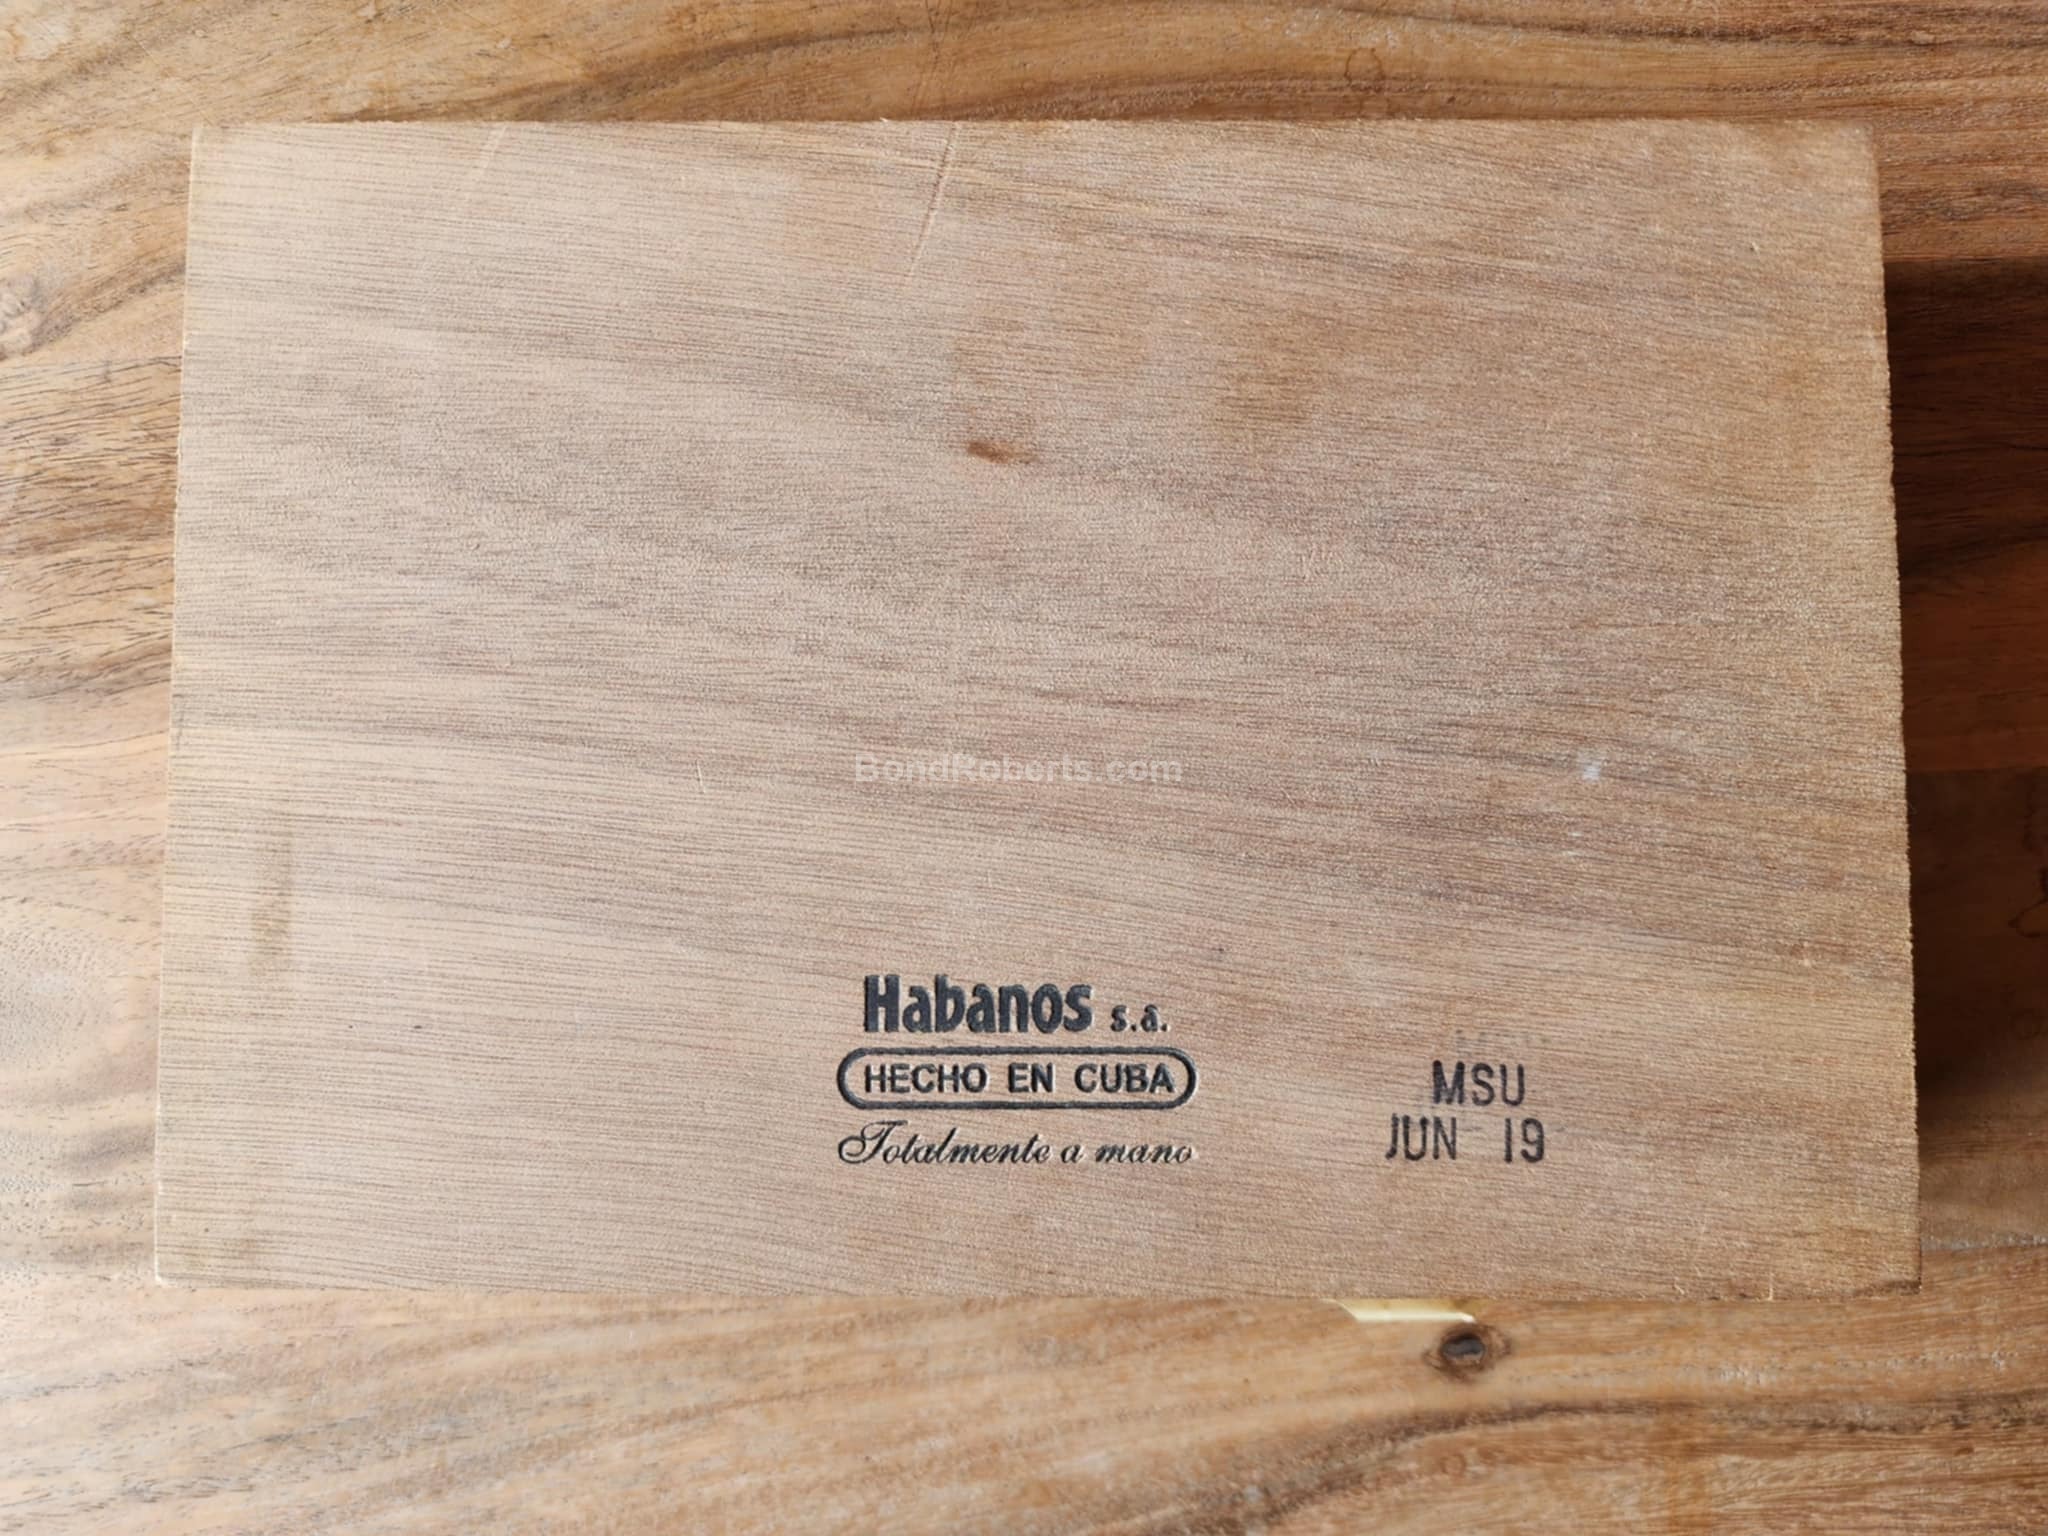 BondRoberts.com
Habanos s.a.
HECHO EN CUBA
Totalmente a mano
MSU
JUN 19